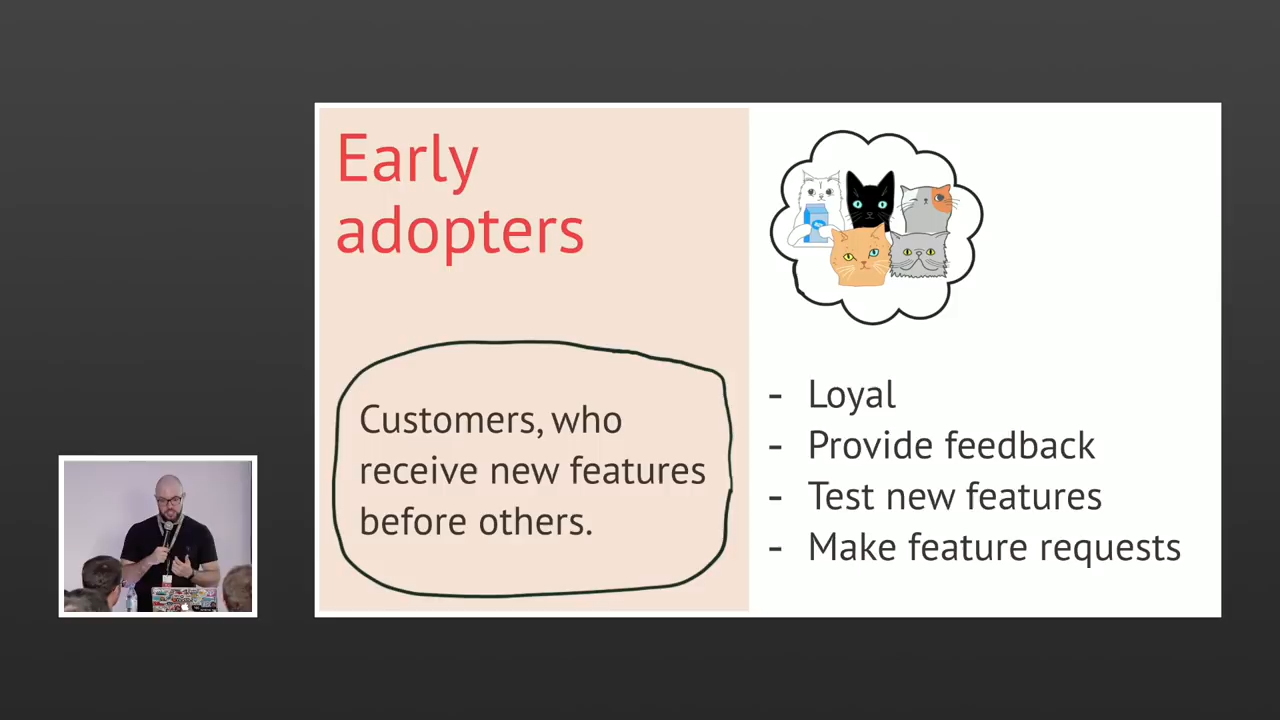 Early
adopters
Customers, who
receive new features
before others.
- Loyal
- Provide feedback
- Test new features
- Make feature requests